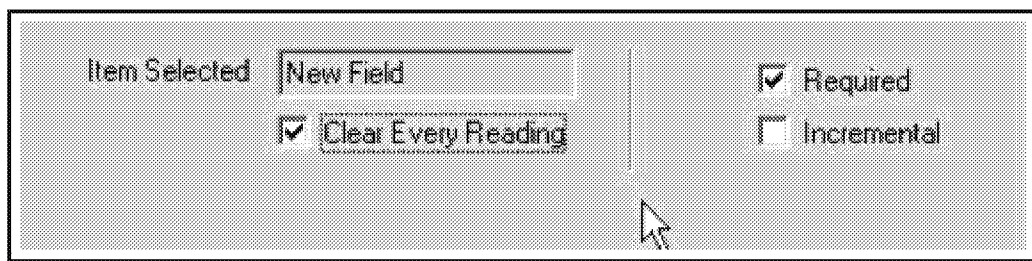 Item Selected New Field
Clear Every Reading
Required
Incremental